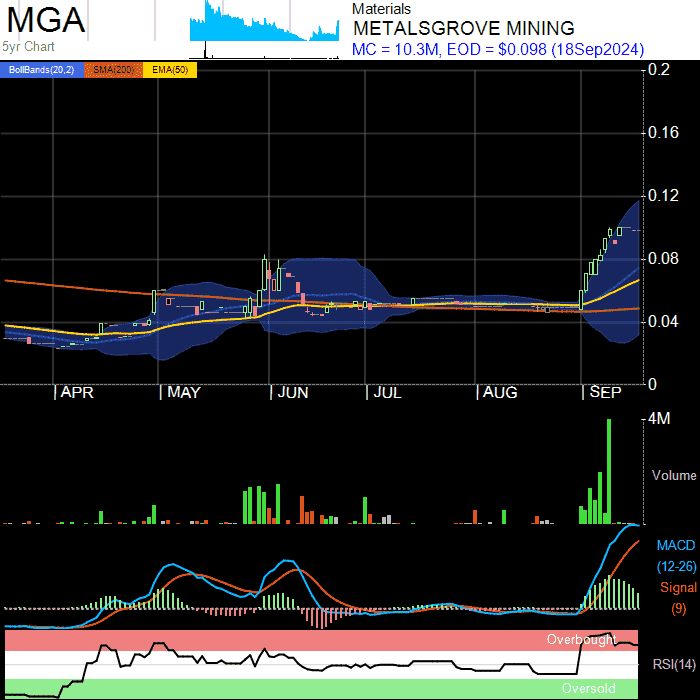 MGA
5yr Chart
Materials
METALSGROVE MINING
MC = 10.3M, EOD = $0.098 (18Sep2024)
BollBands(20,2) SMA(200) EMA(50)
0.2
0.16
0.12
0.08
0.04
0
APR MAY JUN JUL AUG SEP
4M
Volume
MACD
(12-26)
Signal
(9)
Overbought
RSI(14)
Oversold